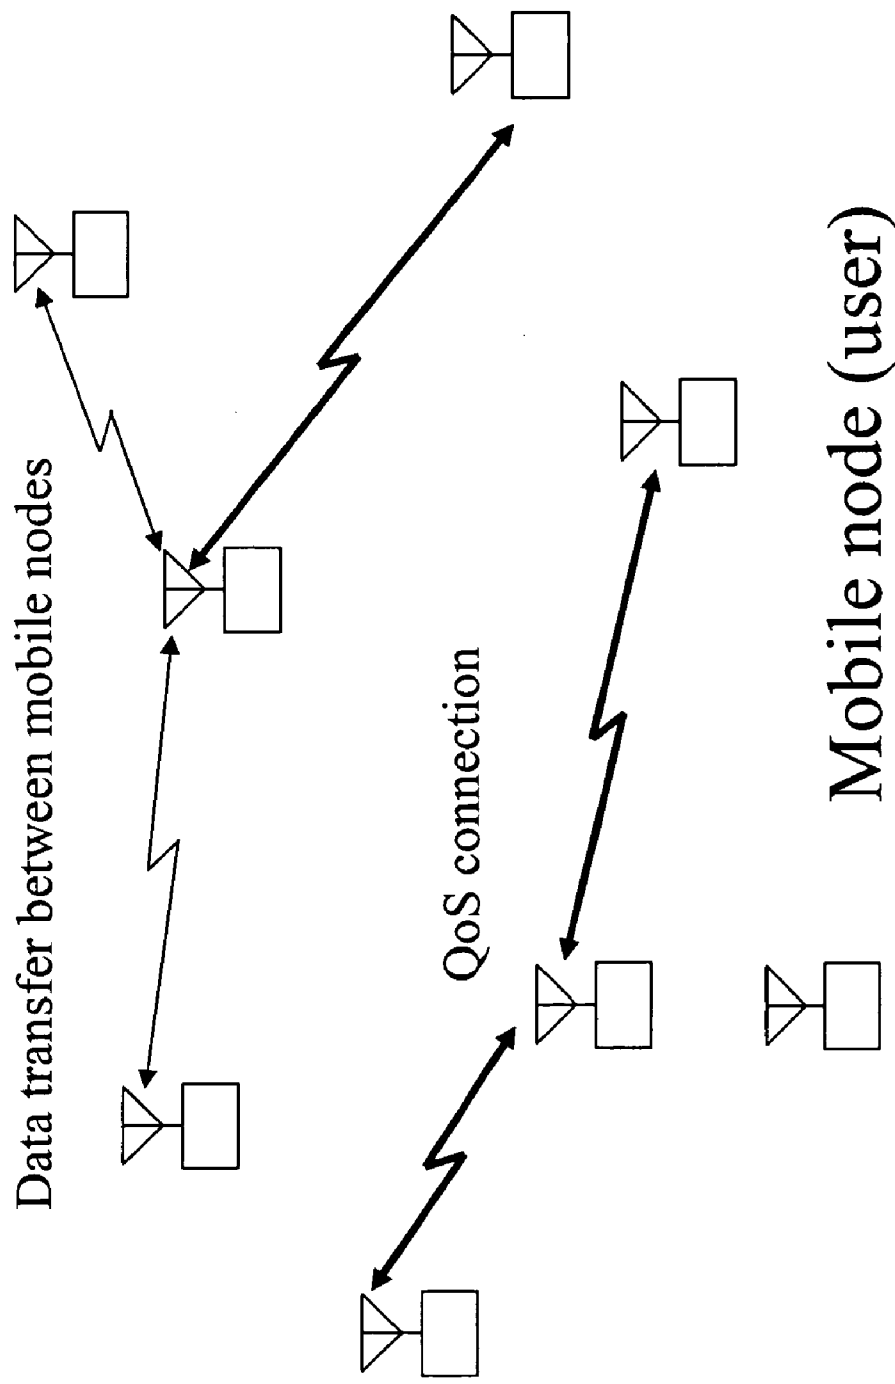 Data transfer between mobile nodes
QoS connection
Mobile node (user)